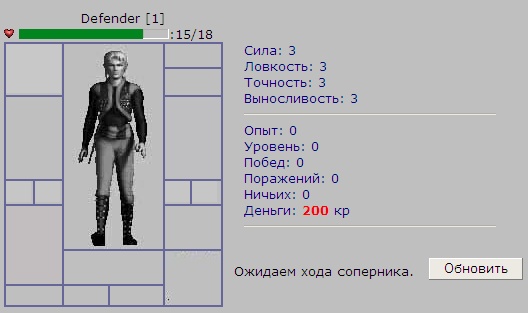 Defender [1]
:15/18
Сила: 3
Ловкость: 3
Точность: 3
Выносливость: 3
Опыт: 0
Уровень: 0
Побед: 0
Поражений: 0
Ничьих: 0
Деньги: 200 кр
Ожидаем хода соперника.
Обновить